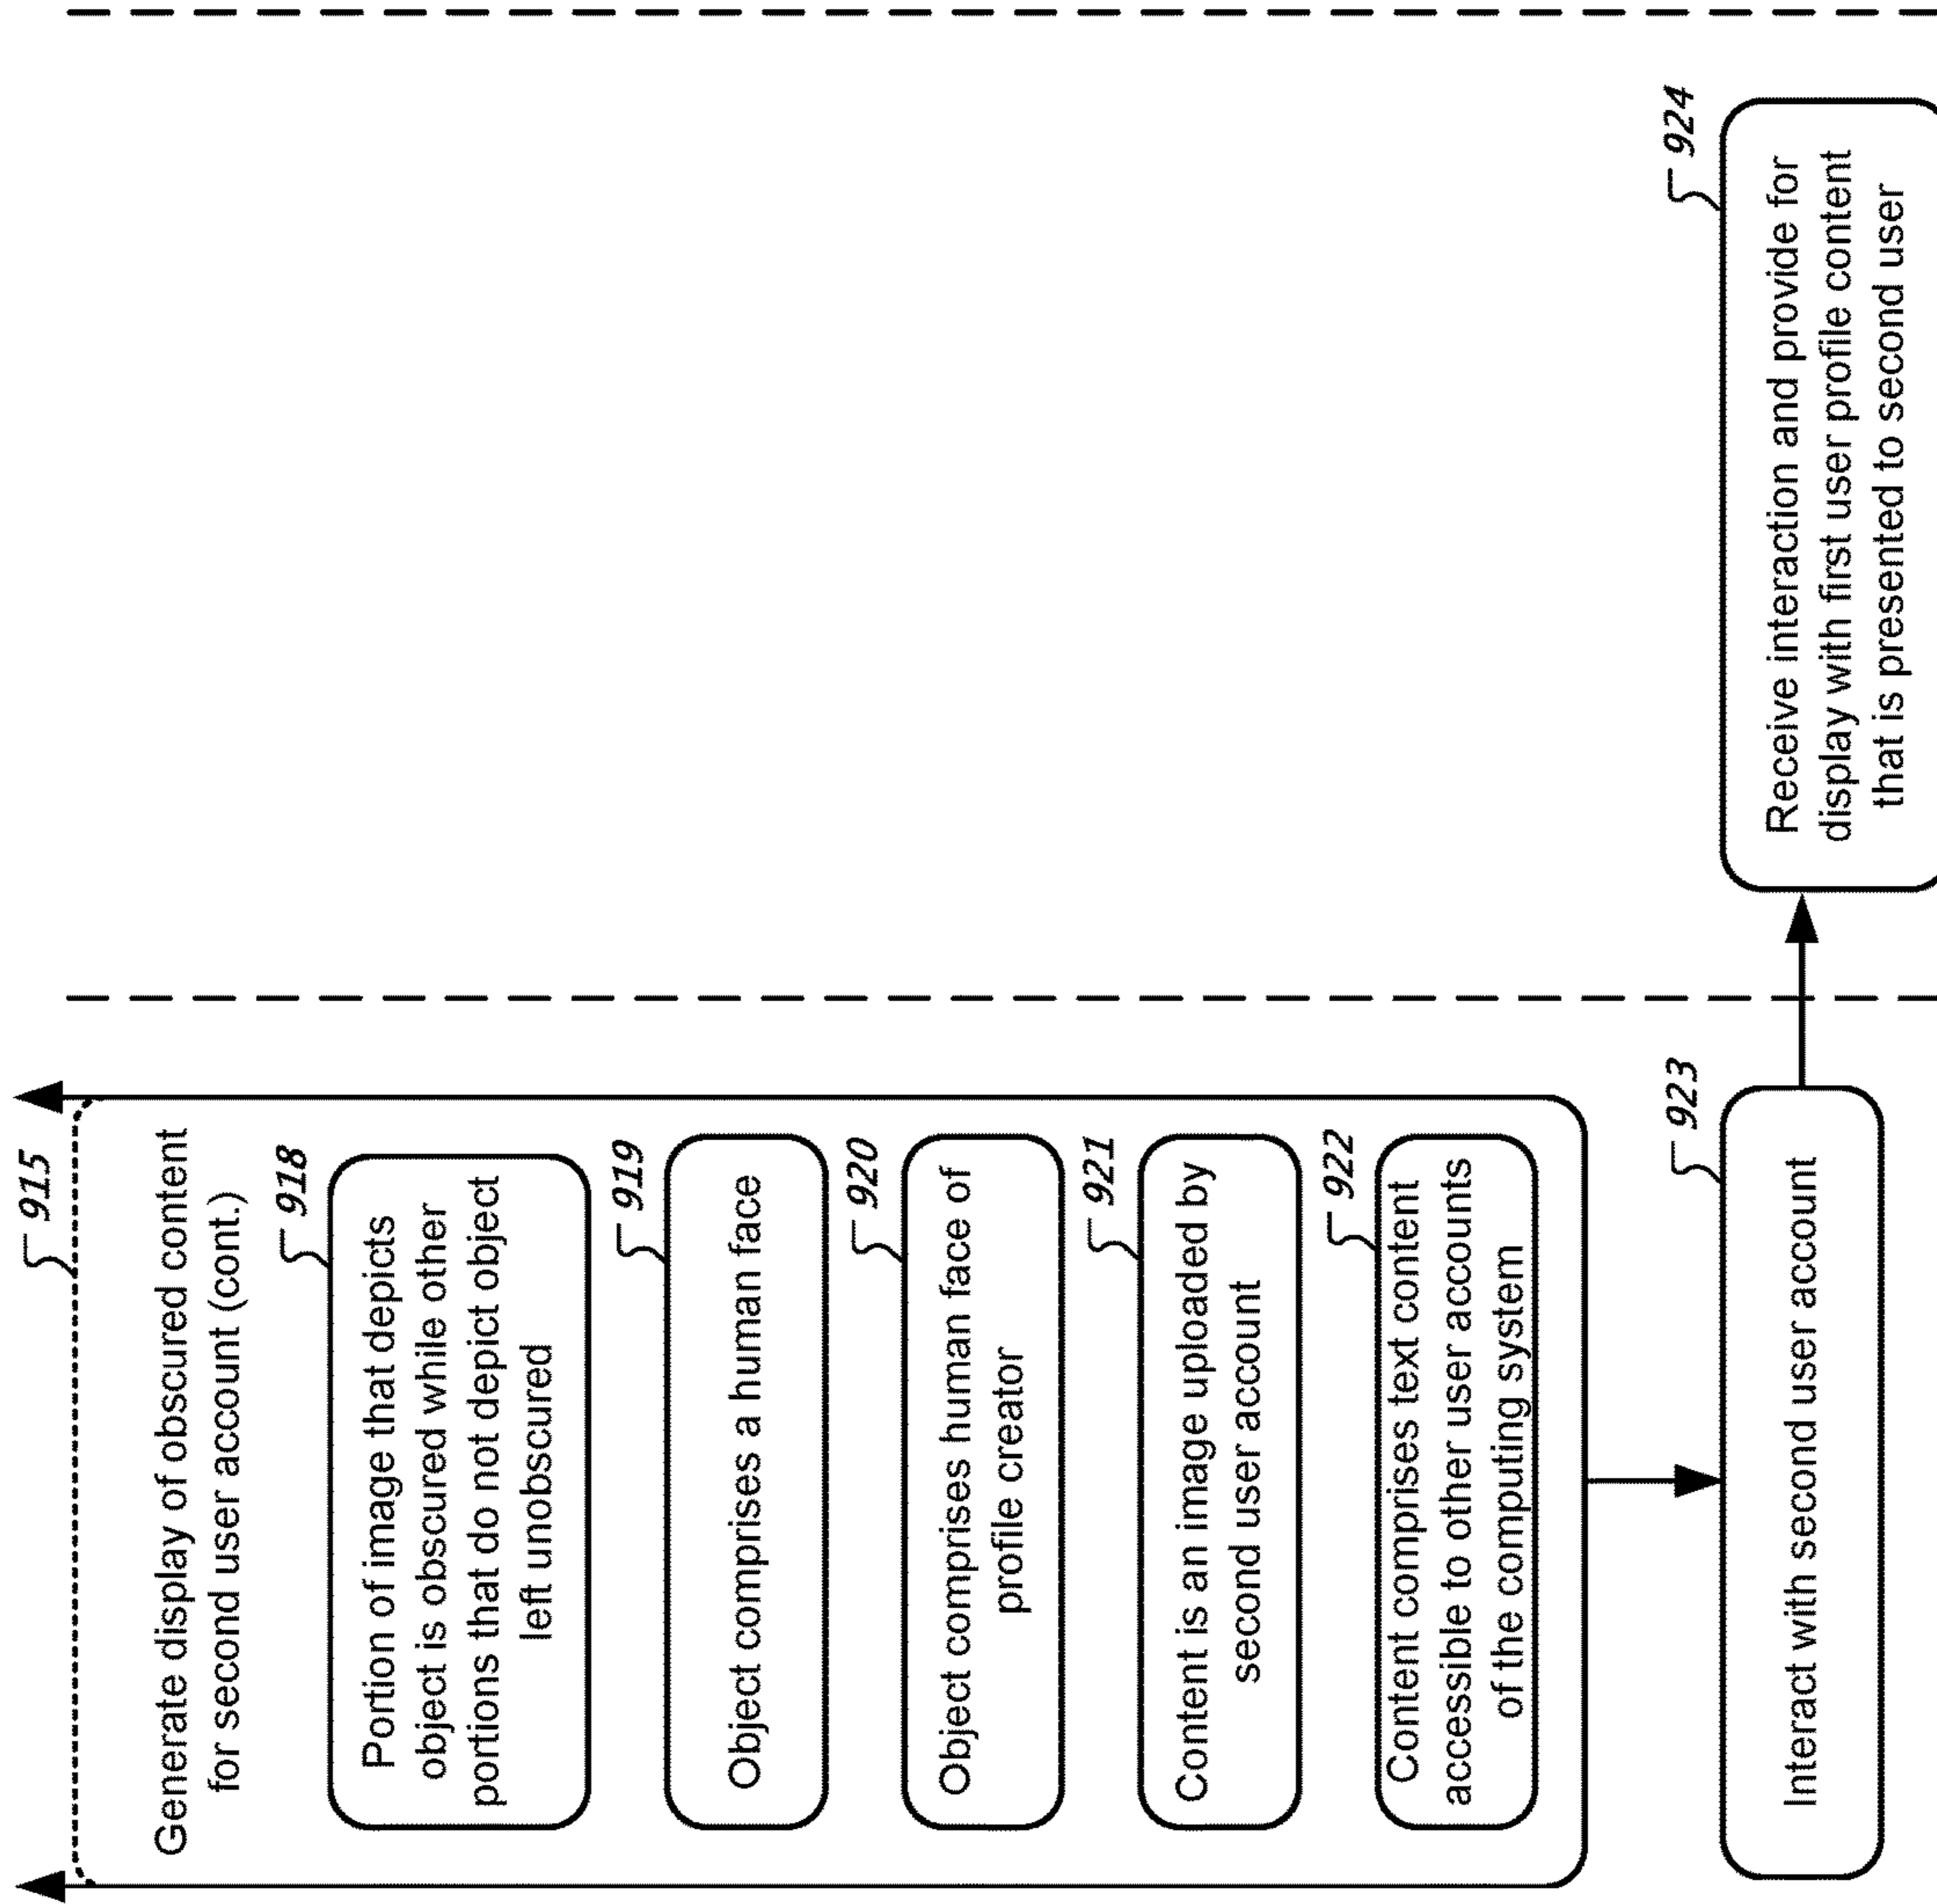 915
Generate display of obscured content
for second user account (cont.)
918
Portion of image that depicts
object is obscured while other
portions that do not depict object
left unobscured
919
Object comprises a human face
920
Object comprises human face of
profile creator
921
Content is an image uploaded by
second user account
922
Content comprises text content
accessible to other user accounts
of the computing system
923
Interact with second user account
924
Receive interaction and provide for
display with first user profile content
that is presented to second user